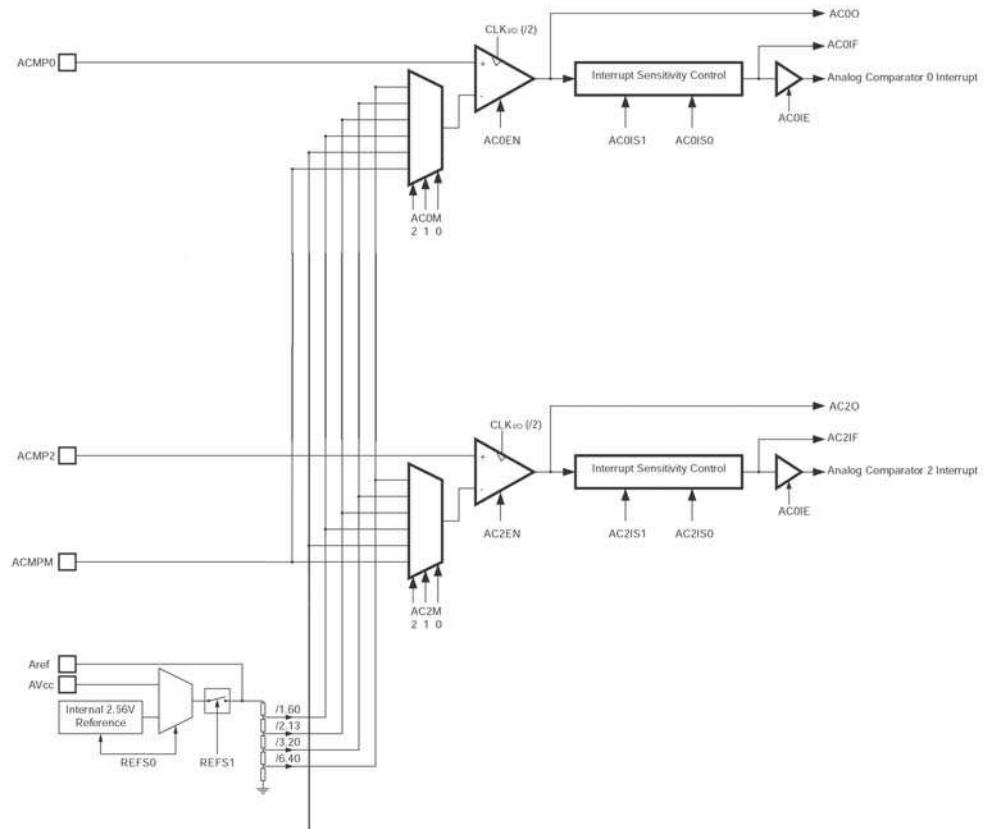 AC0O
CLKI/O (/2)
AC0IF
ACMP0
+
Interrupt Sensitivity Control
Analog Comparator 0 Interrupt
-
AC0IE
AC0EN
AC0IS1
AC0IS0
AC0M
2 1 0
AC2O
CLKI/O (/2)
AC2IF
ACMP2
+
Interrupt Sensitivity Control
Analog Comparator 2 Interrupt
-
AC0IE
AC2EN
AC2IS1
AC2IS0
ACMPM
AC2M
2 1 0
Aref
AVcc
Internal 2.56V
Reference
/1.60
/2.13
/3.20
/6.40
REFS0
REFS1